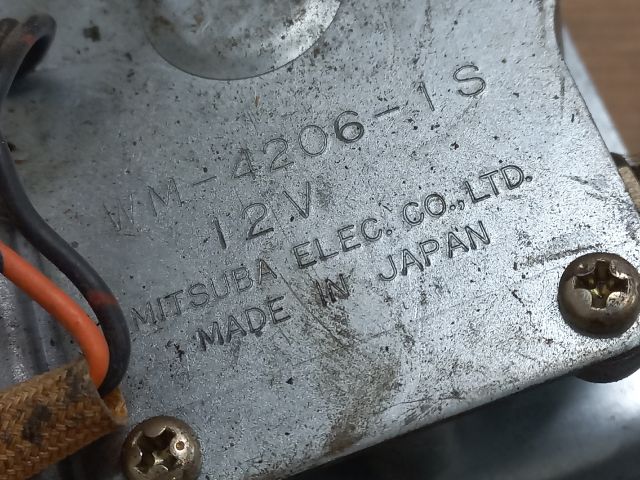 WM-4206-1S
12V
MITSUBA ELEC. CO.,LTD.
MADE IN JAPAN